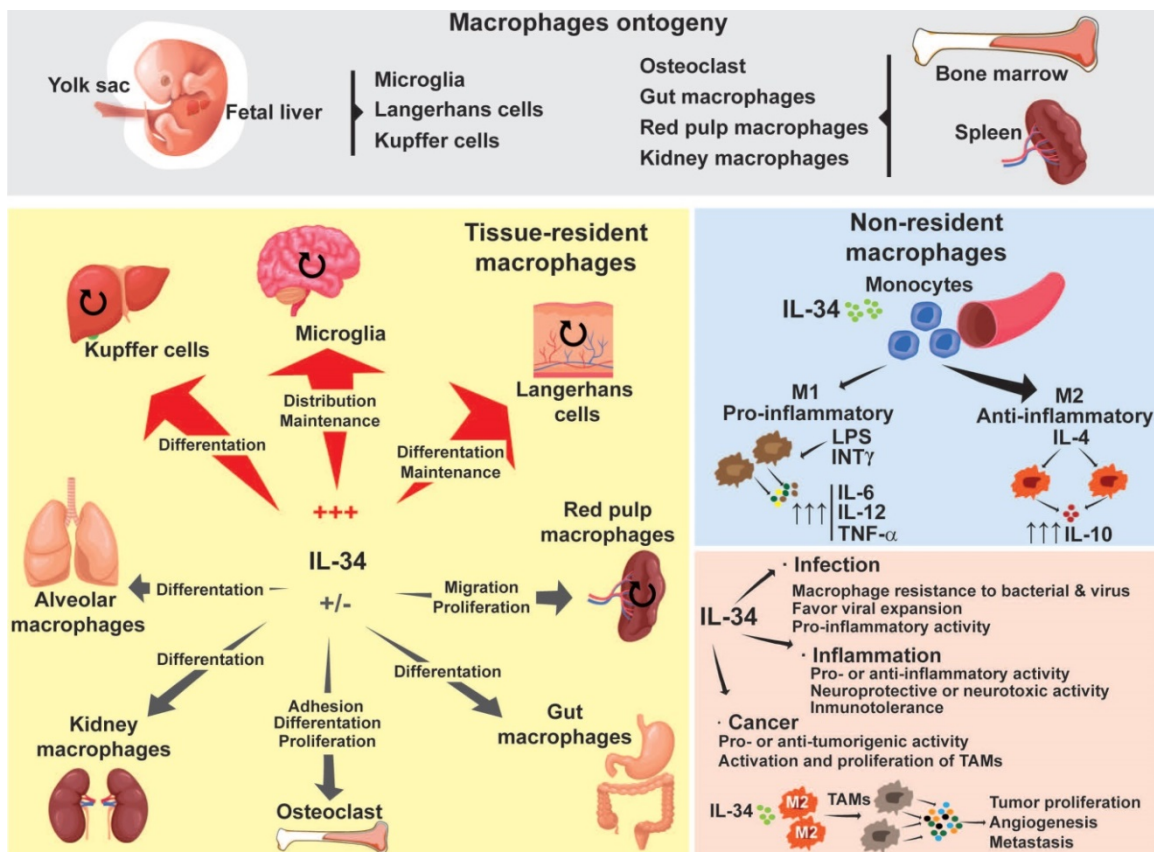 Macrophages ontogeny
Yolk sac
Fetal liver
Microglia
Langerhans cells
Kupffer cells
Osteoclast
Gut macrophages
Red pulp macrophages
Kidney macrophages
Bone marrow
Spleen
Tissue-resident
macrophages
Kupffer cells
Microglia
Langerhans
cells
Differentation
Distribution
Maintenance
Differentation
Maintenance
+++
IL-34
+/-
Alveolar
macrophages
Differentation
Red pulp
macrophages
Migration
Proliferation
Kidney
macrophages
Differentation
Adhesion
Differentation
Proliferation
Osteoclast
Differentation
Gut
macrophages
Non-resident
macrophages
Monocytes
IL-34
M1
Pro-inflammatory
LPS
INTγ
↑↑↑
IL-6
IL-12
TNF-α
M2
Anti-inflammatory
IL-4
↑↑↑ IL-10
IL-34
· Infection
Macrophage resistance to bacterial & virus
Favor viral expansion
Pro-inflammatory activity
· Inflammation
Pro- or anti-inflammatory activity
Neuroprotective or neurotoxic activity
Inmunotolerance
· Cancer
Pro- or anti-tumorigenic activity
Activation and proliferation of TAMs
IL-34
M2
M2
TAMs
Tumor proliferation
Angiogenesis
Metastasis